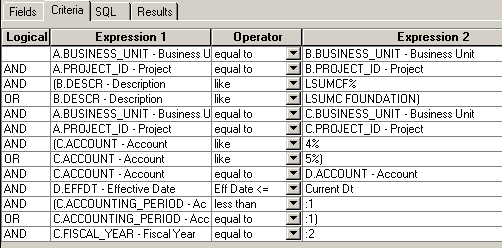 Fields Criteria SQL Results
Logical Expression 1 Operator Expression 2
A.BUSINESS_UNIT - Business U equal to B.BUSINESS_UNIT - Business Unit
AND A.PROJECT_ID - Project equal to B.PROJECT_ID - Project
AND (B.DESCR - Description like LSUMCF%
OR B.DESCR - Description like LSUMC FOUNDATION)
AND A.BUSINESS_UNIT - Business U equal to C.BUSINESS_UNIT - Business Unit
AND A.PROJECT_ID - Project equal to C.PROJECT_ID - Project
AND (C.ACCOUNT - Account like 4%
OR C.ACCOUNT - Account like 5%)
AND C.ACCOUNT - Account equal to D.ACCOUNT - Account
AND D.EFFDT - Effective Date Eff Date <= Current Dt
AND (C.ACCOUNTING_PERIOD - Ac less than :1
OR C.ACCOUNTING_PERIOD - Acc equal to :1)
AND C.FISCAL_YEAR - Fiscal Year equal to :2